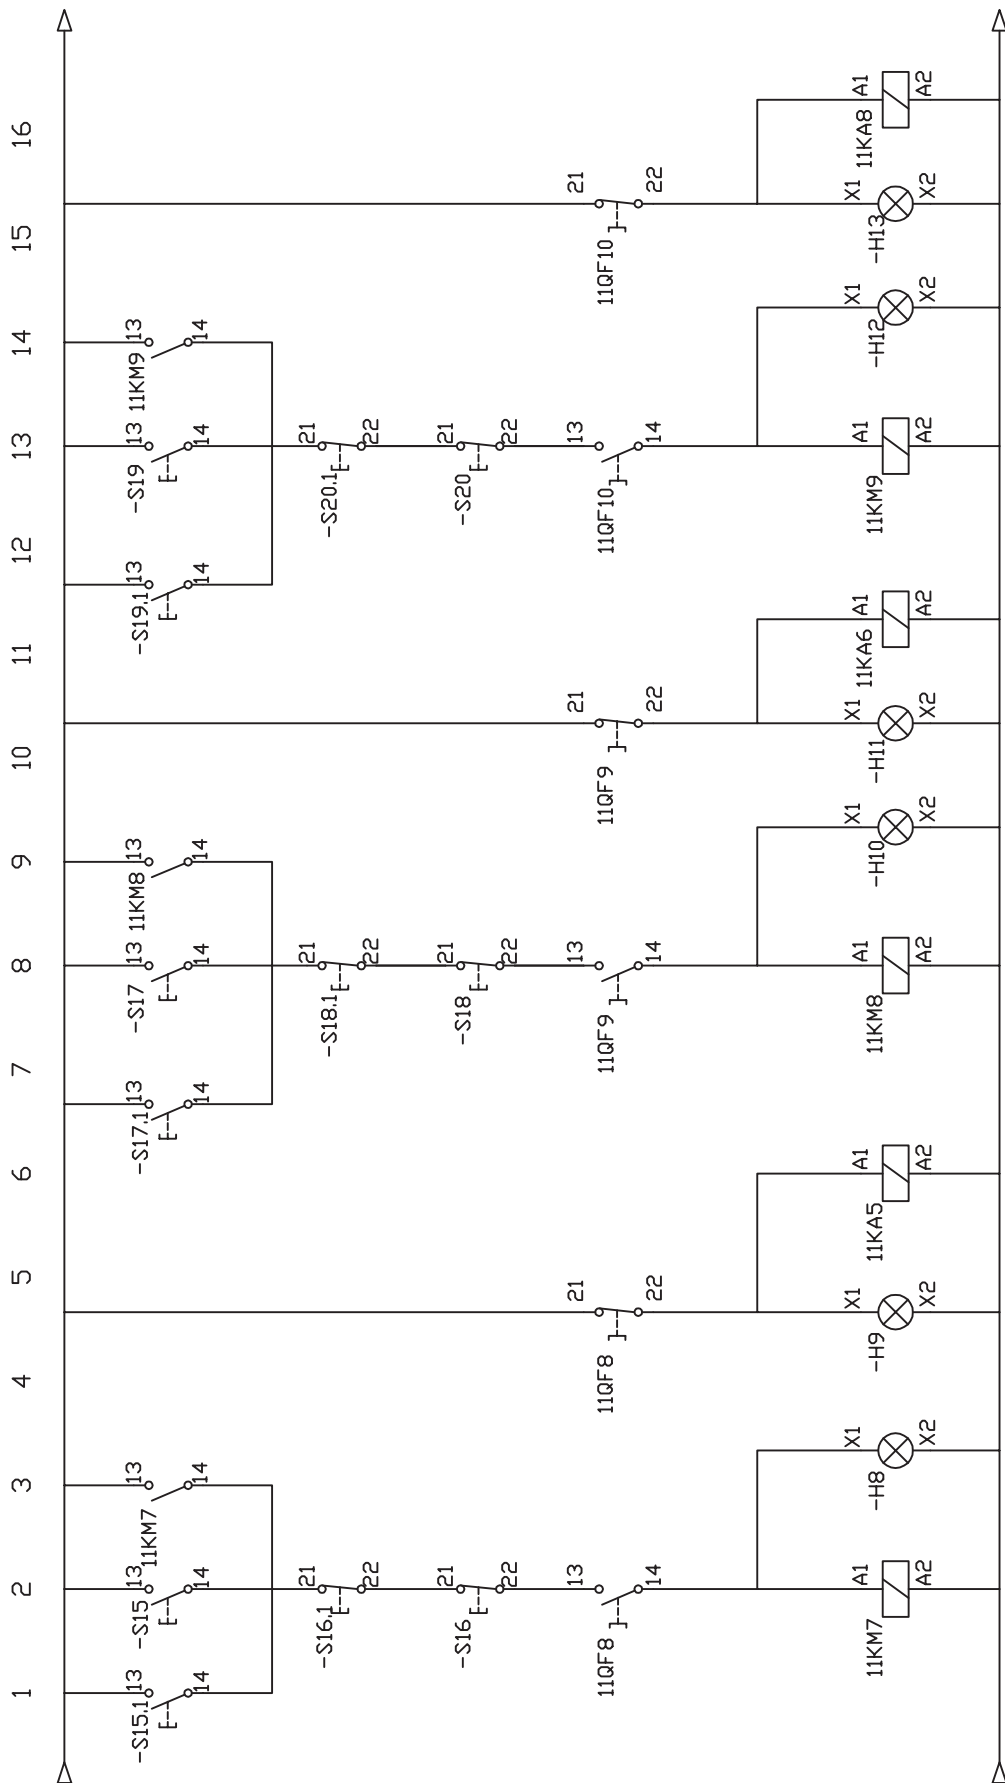 1 2 3 4 5 6 7 8 9 10 11 12 13 14 15 16
-S15.1 13 14
-S15 13 14
11KM7 13 14
-S16.1 21 22
-S16 21 22
11QF8 13 14
11KM7 A1 A2
-H8 X1 X2
11QF8 21 22
-H9 X1 X2
11KA5 A1 A2
-S17.1 13 14
-S17 13 14
11KM8 13 14
-S18.1 21 22
-S18 21 22
11QF9 13 14
11KM8 A1 A2
-H10 X1 X2
11QF9 21 22
-H11 X1 X2
11KA6 A1 A2
-S19.1 13 14
-S19 13 14
11KM9 13 14
-S20.1 21 22
-S20 21 22
11QF10 13 14
11KM9 A1 A2
-H12 X1 X2
11QF10 21 22
-H13 X1 X2
11KA8 A1 A2